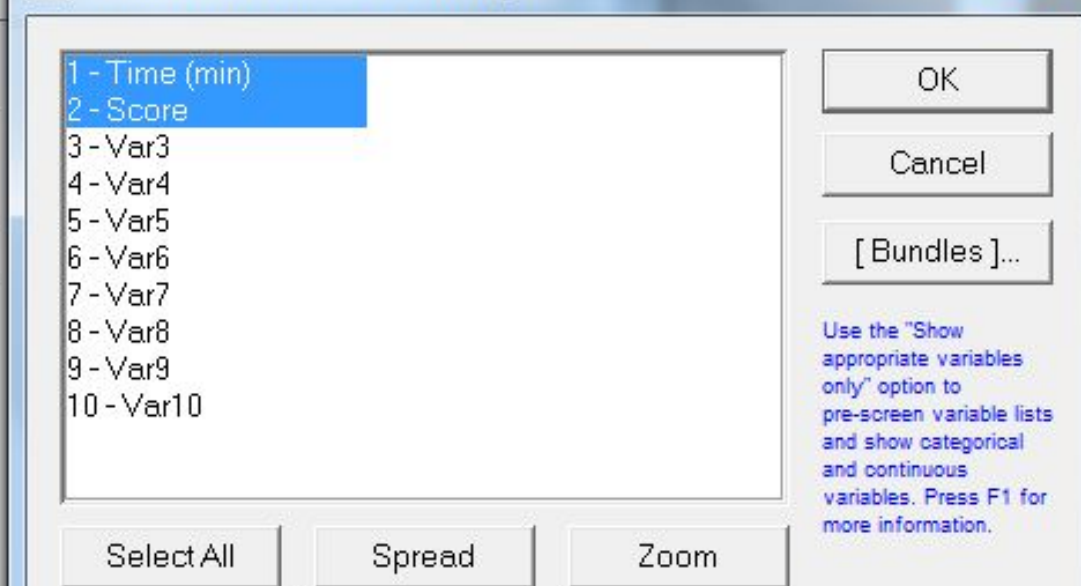 1 - Time (min)
2 - Score
3 - Var3
4 - Var4
5 - Var5
6 - Var6
7 - Var7
8 - Var8
9 - Var9
10 - Var10
OK
Cancel
[ Bundles ]...
Use the "Show
appropriate variables
only" option to
pre-screen variable lists
and show categorical
and continuous
variables. Press F1 for
more information.
Select All
Spread
Zoom